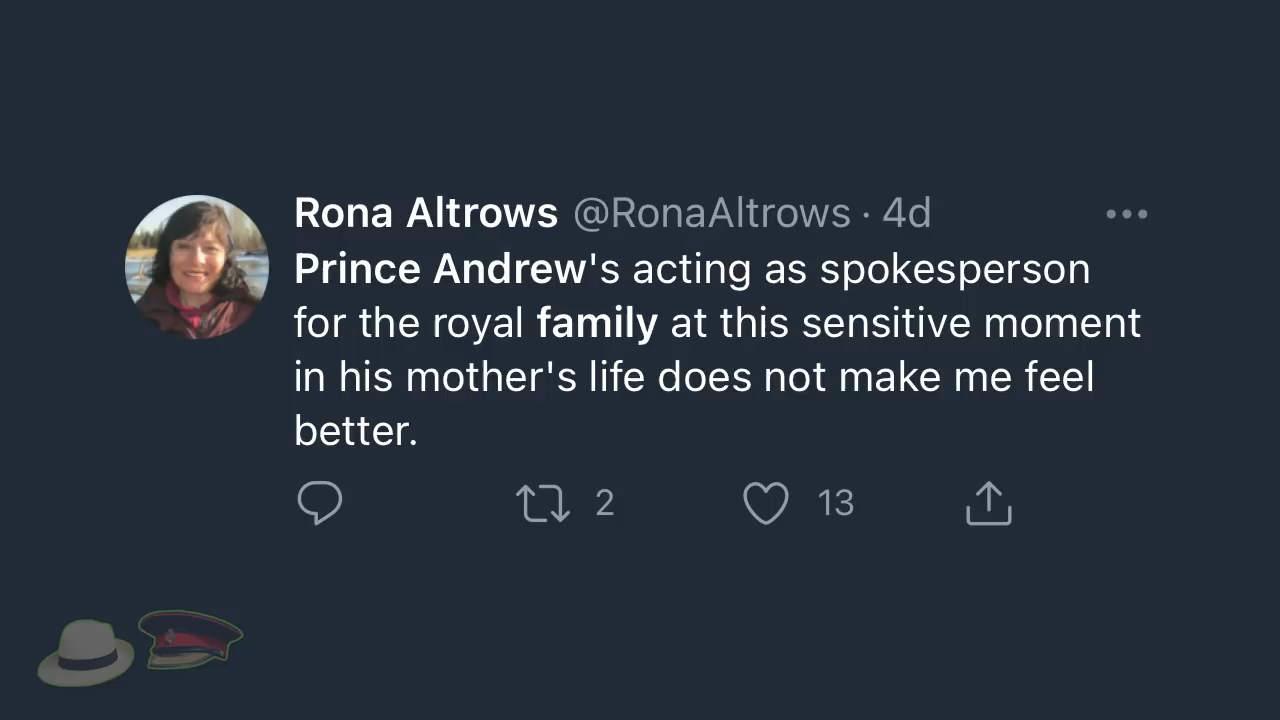 Rona Altrows @RonaAltrows · 4d
Prince Andrew's acting as spokesperson
for the royal family at this sensitive moment
in his mother's life does not make me feel
better.
2 13